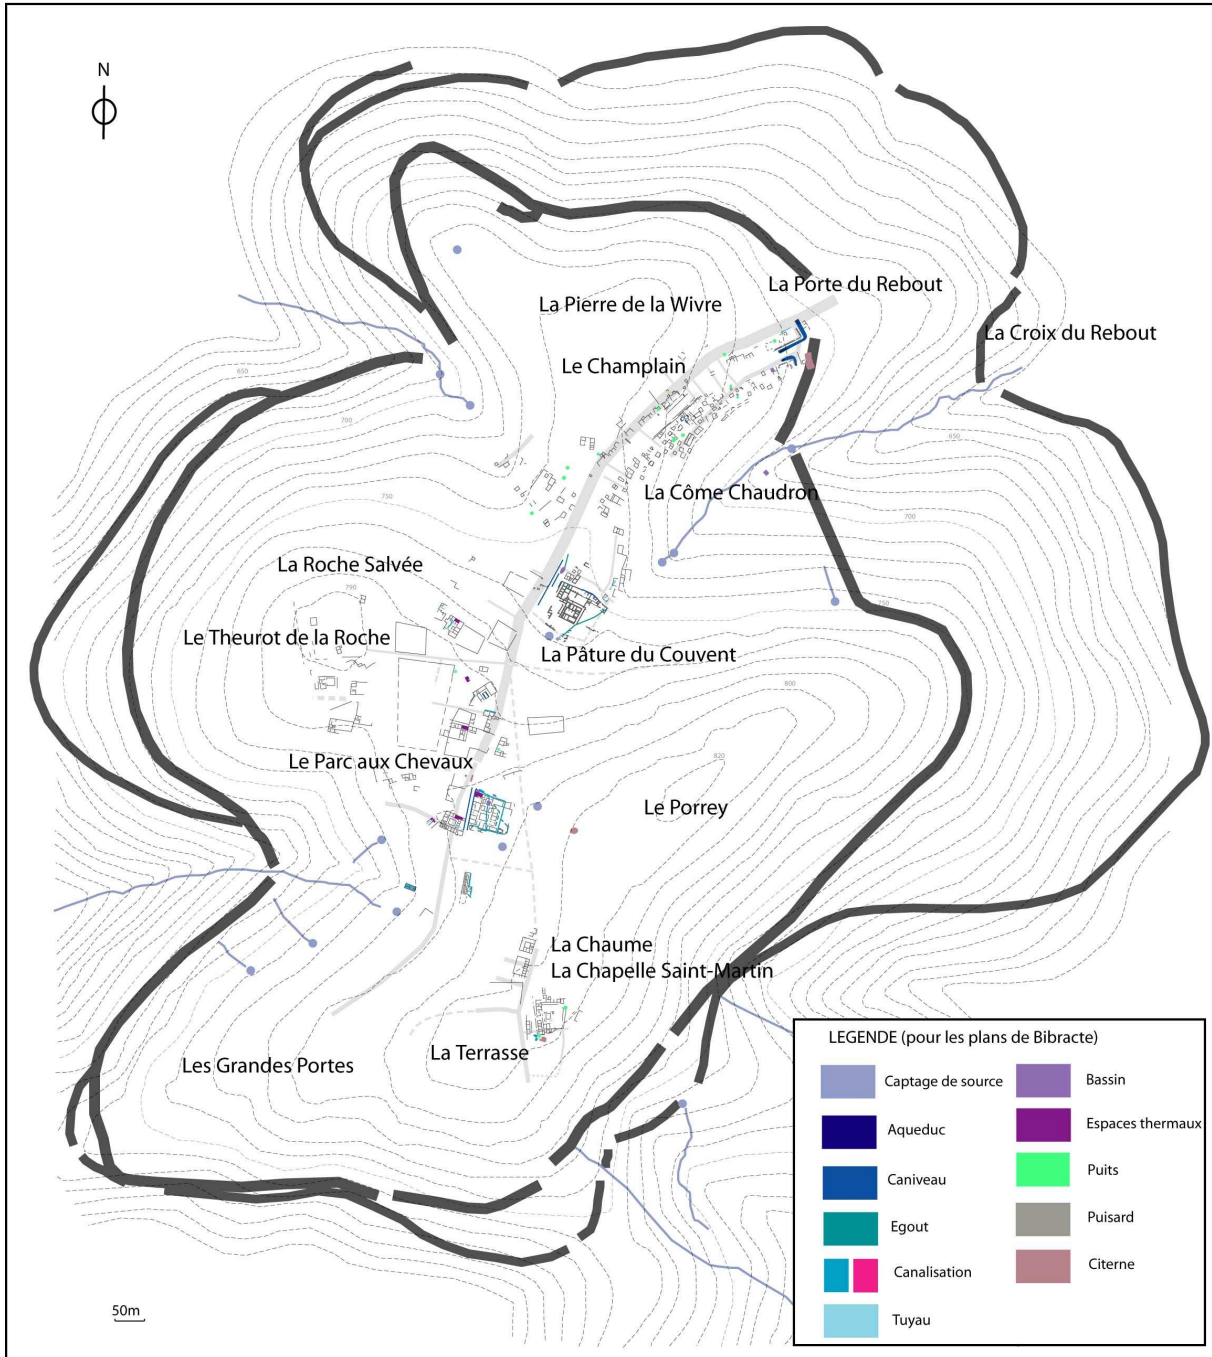 N
La Porte du Rebout
La Pierre de la Wivre
La Croix du Rebout
Le Champlain
650
700
650
750
La Côme Chaudron
700
La Roche Salvée
790
750
Le Theurot de la Roche
La Pâture du Couvent
800
820
Le Parc aux Chevaux
Le Porrey
La Chaume
La Chapelle Saint-Martin
La Terrasse
Les Grandes Portes
50m
LEGENDE (pour les plans de Bibracte)
Captage de source
Aqueduc
Caniveau
Egout
Canalisation
Tuyau
Bassin
Espaces thermaux
Puits
Puisard
Citerne